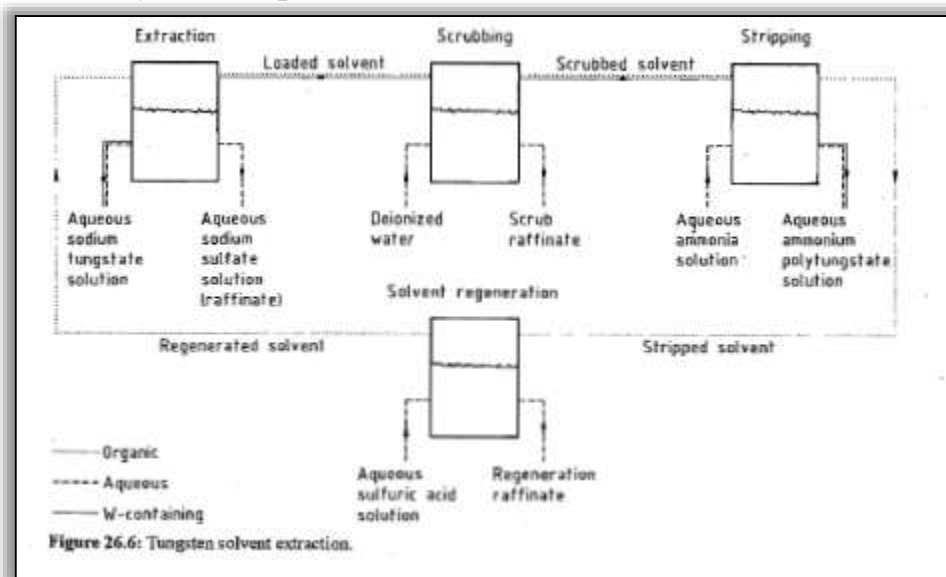 Extraction
Scrubbing
Stripping
Loaded solvent
Scrubbed solvent
Aqueous
sodium
tungstate
solution
Aqueous
sodium
sulfate
solution
(raffinate)
Deionized
water
Scrub
raffinate
Aqueous
ammonia
solution
Aqueous
ammonium
polytungstate
solution
Solvent regeneration
Regenerated solvent
Stripped solvent
Aqueous
sulfuric acid
solution
Regeneration
raffinate
Organic
Aqueous
W-containing
Figure 26.6: Tungsten solvent extraction.